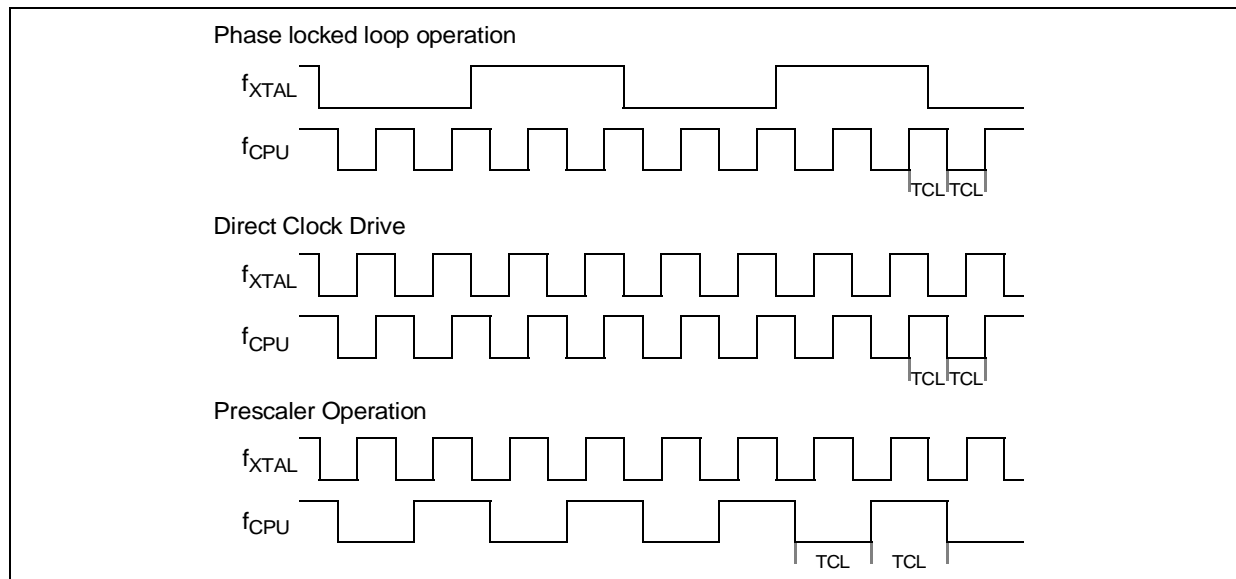 Phase locked loop operation
fXTAL
fCPU
TCL TCL
Direct Clock Drive
fXTAL
fCPU
TCL TCL
Prescaler Operation
fXTAL
fCPU
TCL TCL